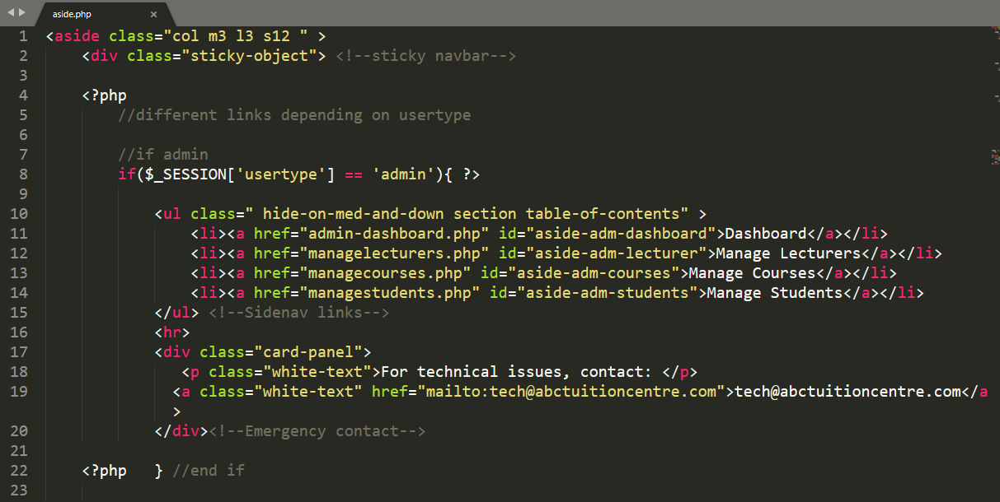 aside.php ×
1 <aside class="col m3 l3 s12 " >
2     <div class="sticky-object"> <!--sticky navbar-->
3
4     <?php
5         //different links depending on usertype
6
7         //if admin
8         if($_SESSION['usertype'] == 'admin'){ ?>
9
10             <ul class=" hide-on-med-and-down section table-of-contents" >
11                 <li><a href="admin-dashboard.php" id="aside-adm-dashboard">Dashboard</a></li>
12                 <li><a href="managelecturers.php" id="aside-adm-lecturer">Manage Lecturers</a></li>
13                 <li><a href="managecourses.php" id="aside-adm-courses">Manage Courses</a></li>
14                 <li><a href="managestudents.php" id="aside-adm-students">Manage Students</a></li>
15             </ul> <!--Sidenav links-->
16             <hr>
17             <div class="card-panel">
18                <p class="white-text">For technical issues, contact: </p>
19               <a class="white-text" href="mailto:tech@abctuitioncentre.com">tech@abctuitioncentre.com</a
              >
20             </div><!--Emergency contact-->
21
22     <?php   } //end if
23